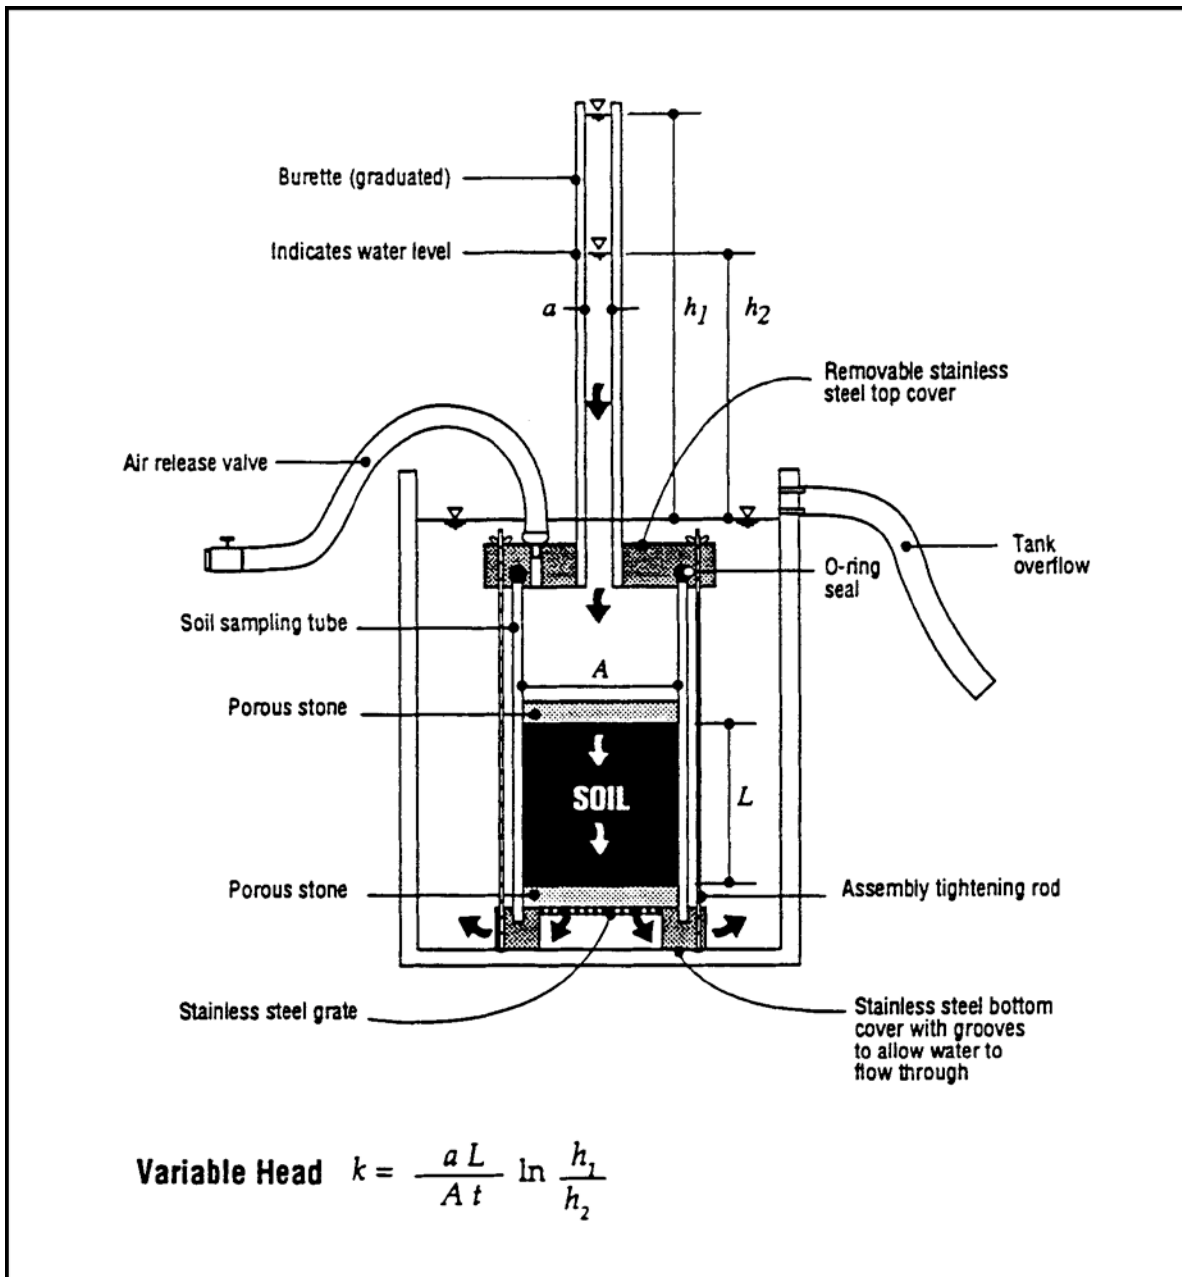 Burette (graduated)
Indicates water level
a
h1
h2
Removable stainless
steel top cover
Air release valve
Tank
overflow
O-ring
seal
Soil sampling tube
A
Porous stone
SOIL
L
Porous stone
Assembly tightening rod
Stainless steel grate
Stainless steel bottom
cover with grooves
to allow water to
flow through
Variable Head k = a L / A t ln h1 / h2